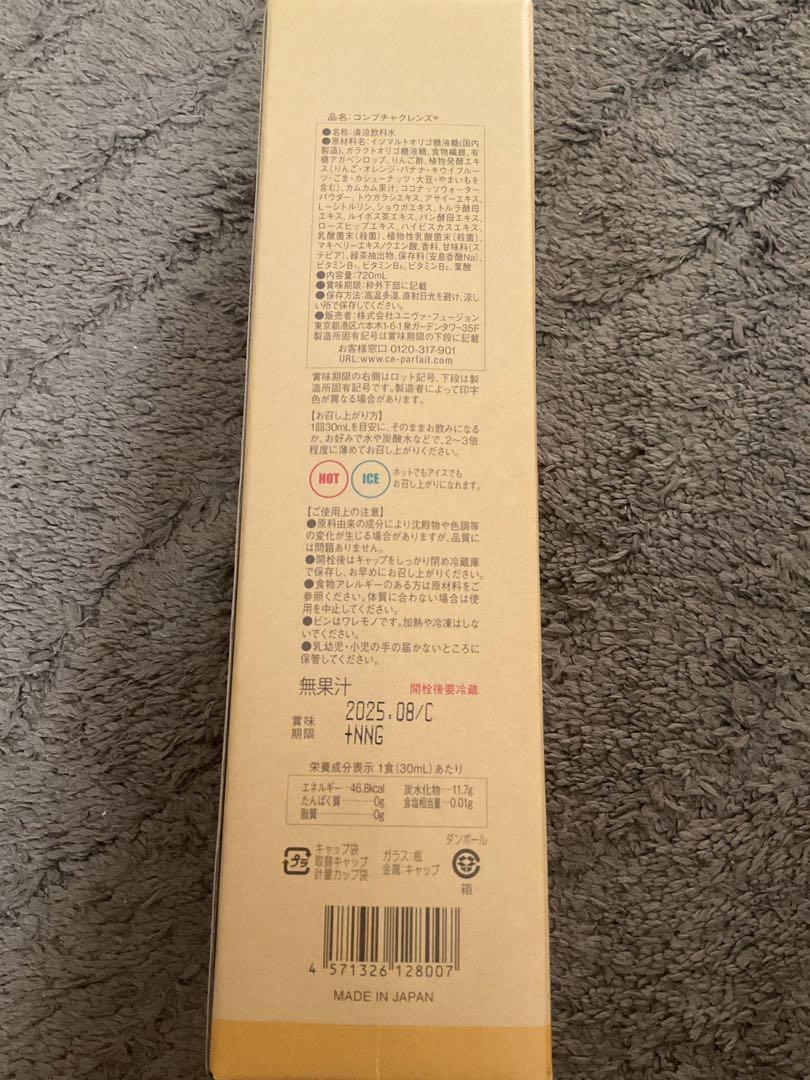 品名:コンブチャクレンズ®
●名称:清涼飲料水
●原材料名:イソマルトオリゴ糖液糖(国内
製造)、ガラクトオリゴ糖液糖、食物繊維、有
機アガベシロップ、りんご酢、植物発酵エキ
ス(りんご・オレンジ・バナナ・キウイフルー
ツ・ごま・カシューナッツ・大豆・やまいもを
含む)、カムカム果汁、ココナッツウォーター
パウダー、トウガラシエキス、アサイーエキス、
L-シトルリン、ショウガエキス、トルラ酵母
エキス、ルイボス茶エキス、パン酵母エキス、
ローズヒップエキス、ハイビスカスエキス、
乳酸菌末(殺菌)、植物性乳酸菌末(殺菌)、
マキベリーエキス/クエン酸、香料、甘味料(ス
テビア)、緑茶抽出物、保存料(安息香酸Na)、
ビタミンB₁、ビタミンB₆、ビタミンB₂、葉酸
●内容量:720mL
●賞味期限:枠外下部に記載
●保存方法:高温多湿、直射日光を避け、涼し
い所で保存してください。
●販売者:株式会社ユニヴァ・フュージョン
東京都港区六本木1-6-1泉ガーデンタワー35F
製造所固有記号は賞味期限の下段に記載
お客様窓口 0120-317-901
URL:www.ce-parfait.com
賞味期限の右側はロット記号、下段は製
造所固有記号です。製造者によって印字
色が異なる場合があります。
【お召し上がり方】
1回30mLを目安に、そのままお飲みになる
か、お好みで水や炭酸水などで、2〜3倍
程度に薄めてお召し上がりください。
HOT ICE ホットでもアイスでも
お召し上がりになれます。
【ご使用上の注意】
●原料由来の成分により沈殿物や色調等
の変化が生じる場合がありますが、品質に
は問題ありません。
●開栓後はキャップをしっかり閉め冷蔵庫
で保存し、お早めにお召し上がりください。
●食物アレルギーのある方は原材料をご
参照ください。体質に合わない場合は使
用を中止してください。
●ビンはワレモノです。加熱や冷凍はしな
いでください。
●乳幼児・小児の手の届かないところに
保管してください。
無果汁 開栓後要冷蔵
賞味
期限
2025.08/C
+NNG
栄養成分表示 1食(30mL)あたり
エネルギー…46.8kcal 炭水化物…11.7g
たんぱく質………0g 食塩相当量…0.01g
脂質…………0g
プラ
キャップ袋
取替キャップ
計量カップ袋
ガラス:瓶
金属:キャップ
ダンボール
箱
4 571326 128007
MADE IN JAPAN